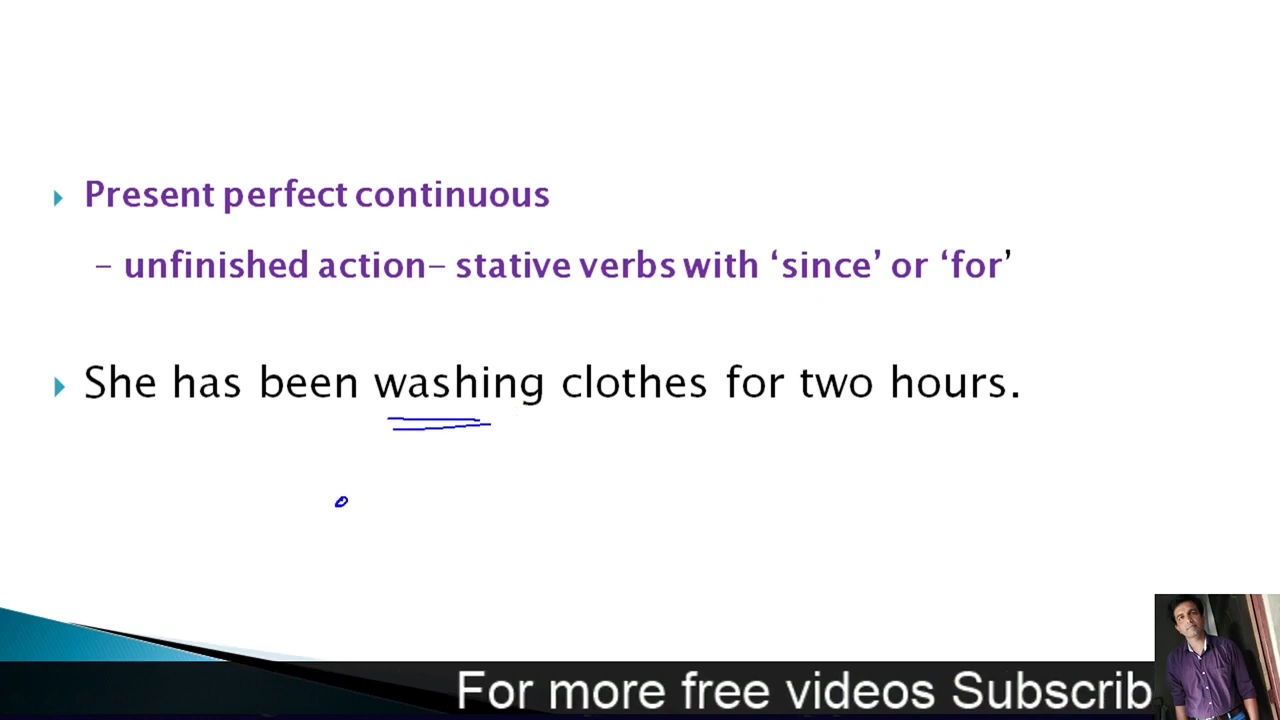 Present perfect continuous
– unfinished action– stative verbs with ‘since’ or ‘for’
She has been washing clothes for two hours.
For more free videos Subscrib